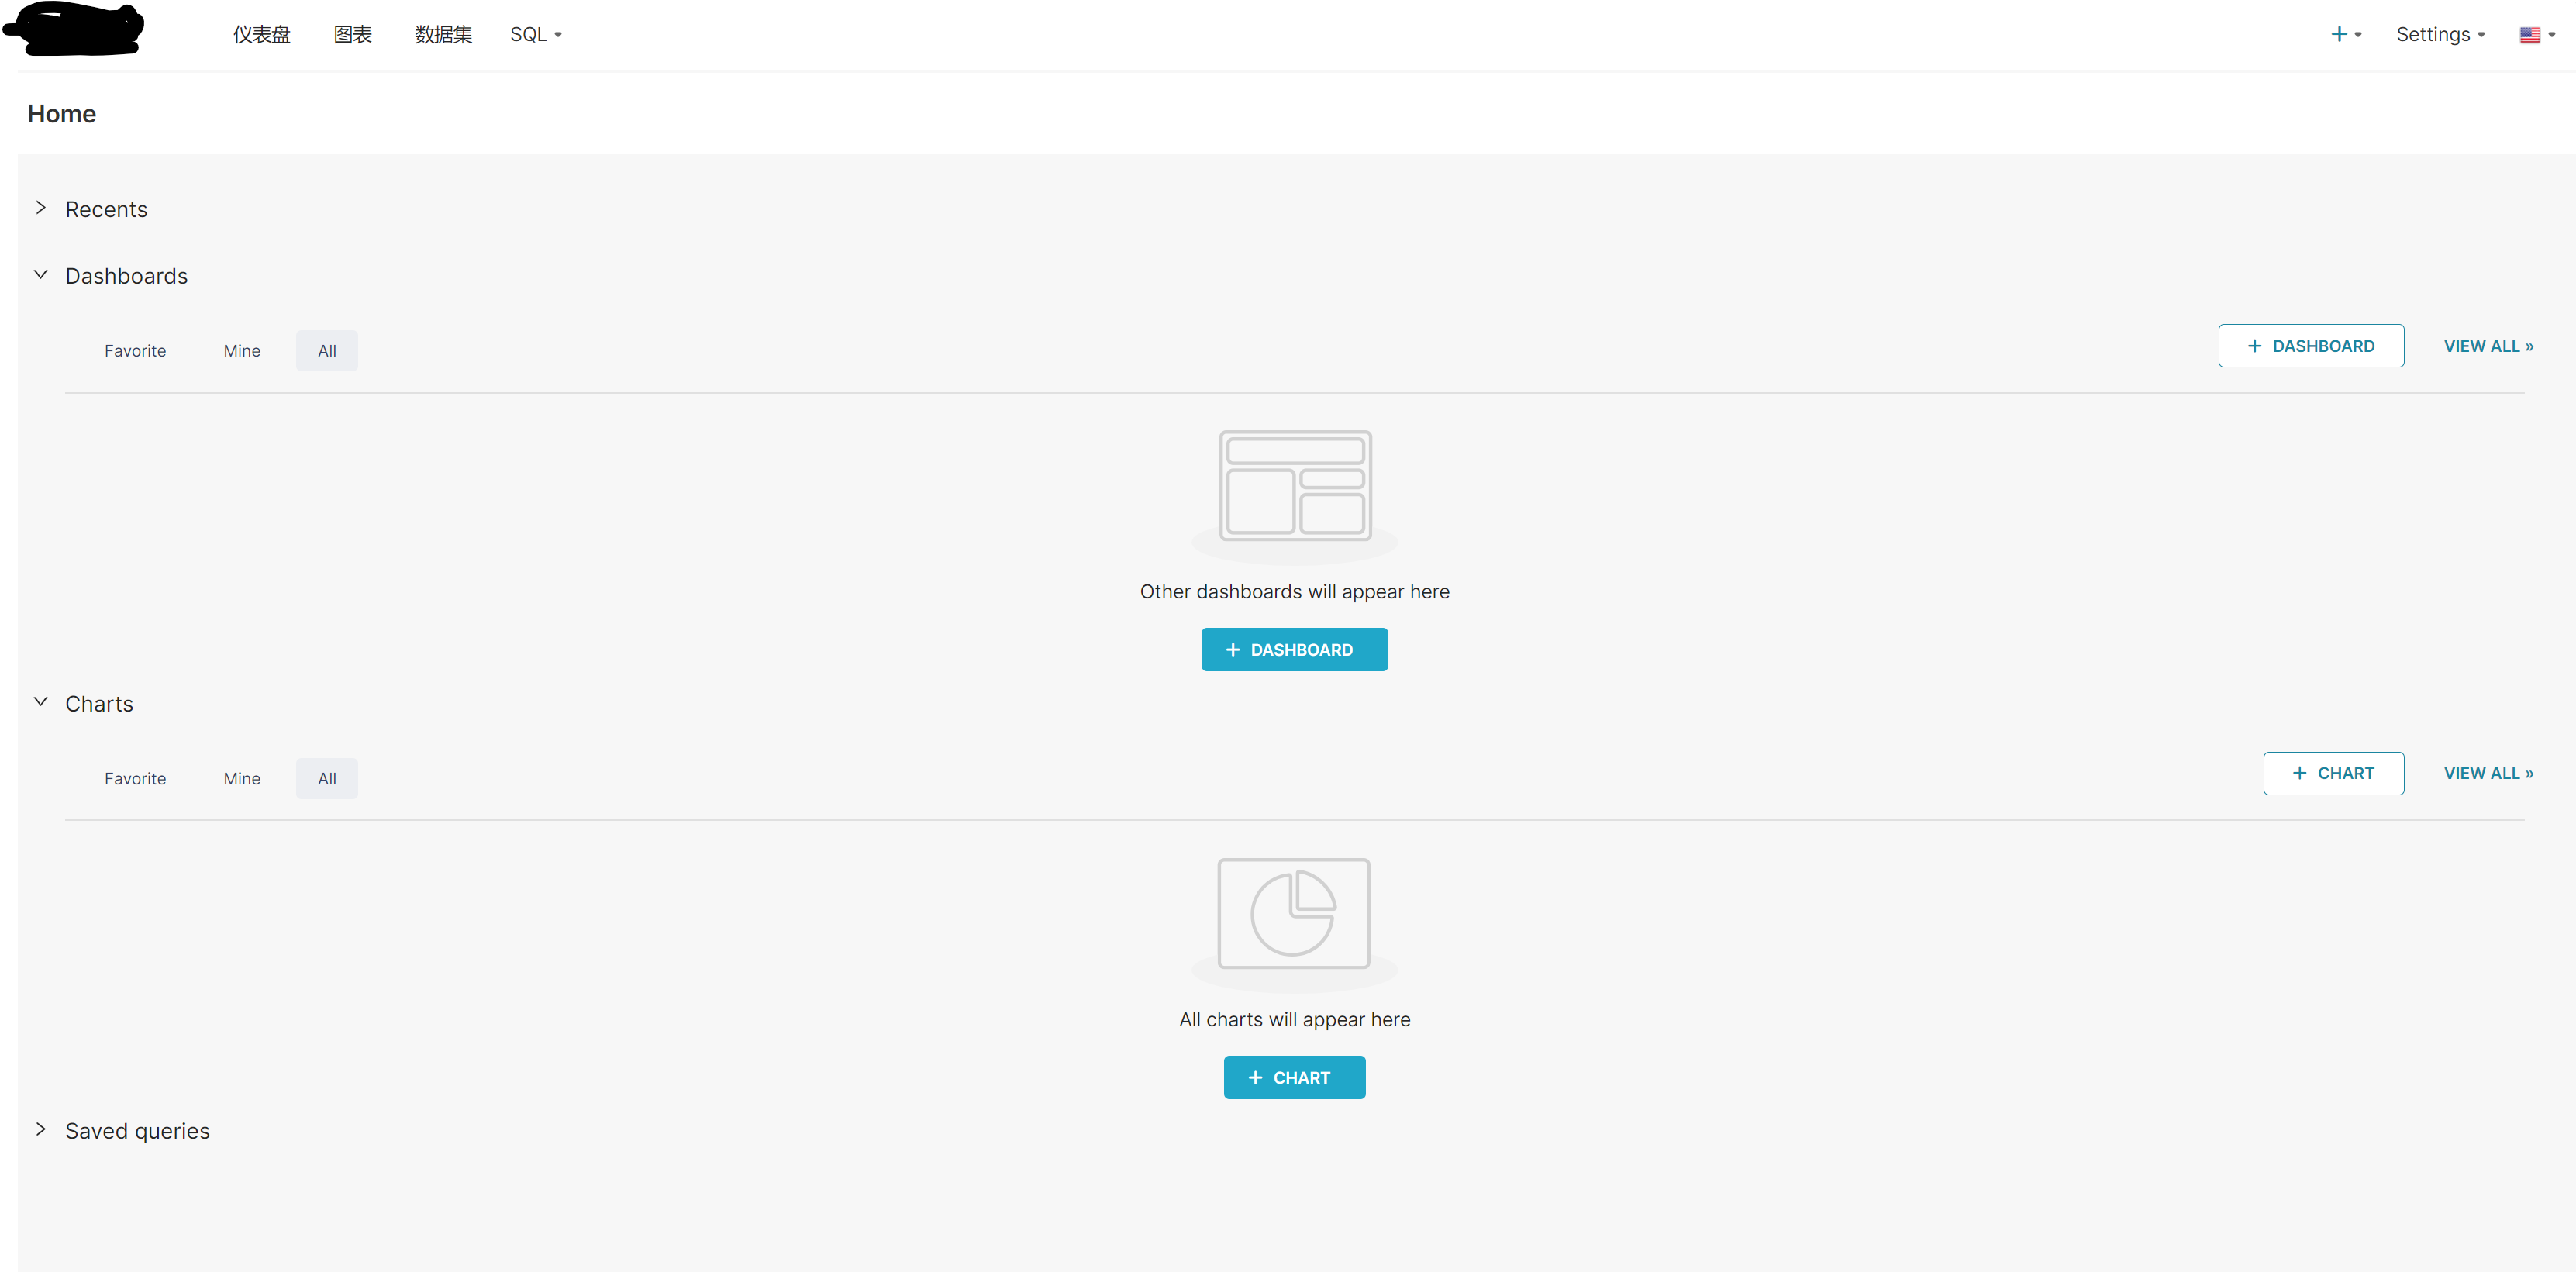 仪表盘 图表 数据集 SQL Settings
Home
Recents
Dashboards
Favorite Mine All + DASHBOARD VIEW ALL »
Other dashboards will appear here
+ DASHBOARD
Charts
Favorite Mine All + CHART VIEW ALL »
All charts will appear here
+ CHART
Saved queries